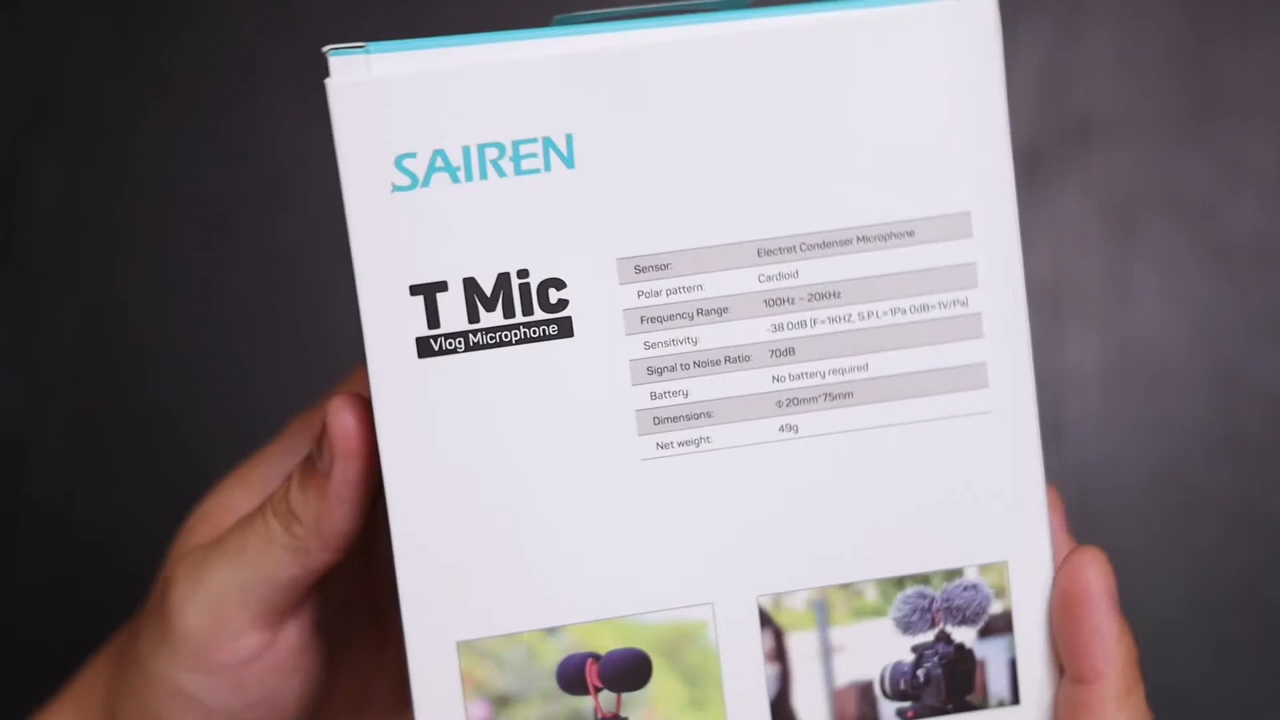 SAIREN
T Mic
Vlog Microphone
Sensor: Electret Condenser Microphone
Polar pattern: Cardioid
Frequency Range: 100Hz ~ 20KHz
Sensitivity: -38.0dB (F=1KHZ, S.P.L=1Pa 0dB=1V/Pa)
Signal to Noise Ratio: 70dB
Battery: No battery required
Dimensions: Φ20mm*75mm
Net weight: 49g